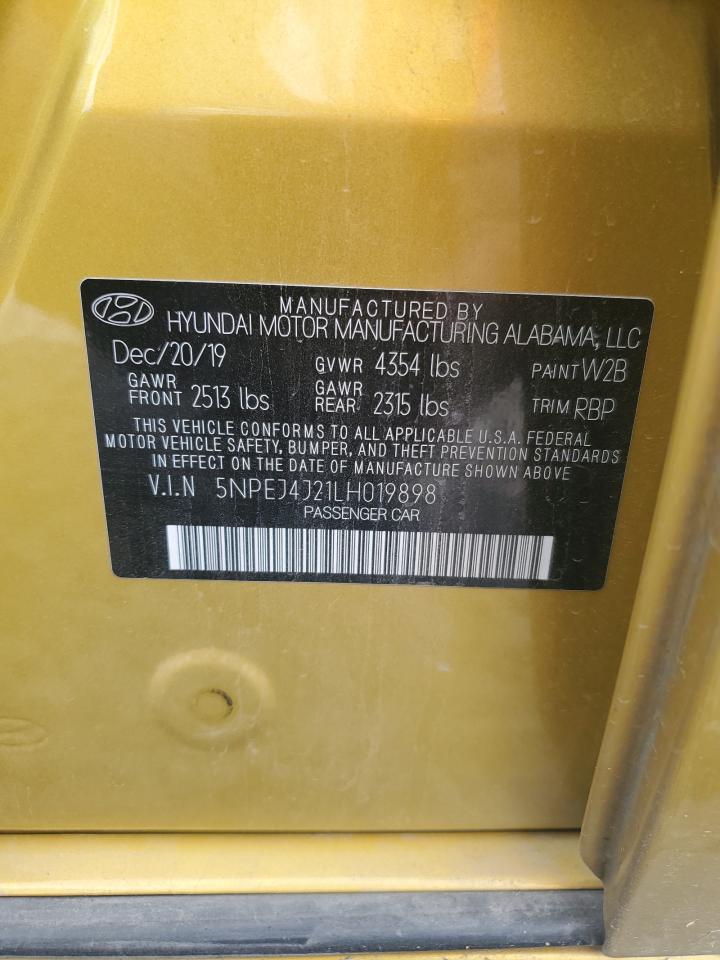 MANUFACTURED BY
HYUNDAI MOTOR MANUFACTURING ALABAMA, LLC
Dec/20/19 GVWR 4354 lbs PAINT W2B
GAWR FRONT 2513 lbs GAWR REAR 2315 lbs TRIM RBP
THIS VEHICLE CONFORMS TO ALL APPLICABLE U.S.A. FEDERAL
MOTOR VEHICLE SAFETY, BUMPER, AND THEFT PREVENTION STANDARDS
IN EFFECT ON THE DATE OF MANUFACTURE SHOWN ABOVE
V.I.N 5NPEJ4J21LH019898
PASSENGER CAR